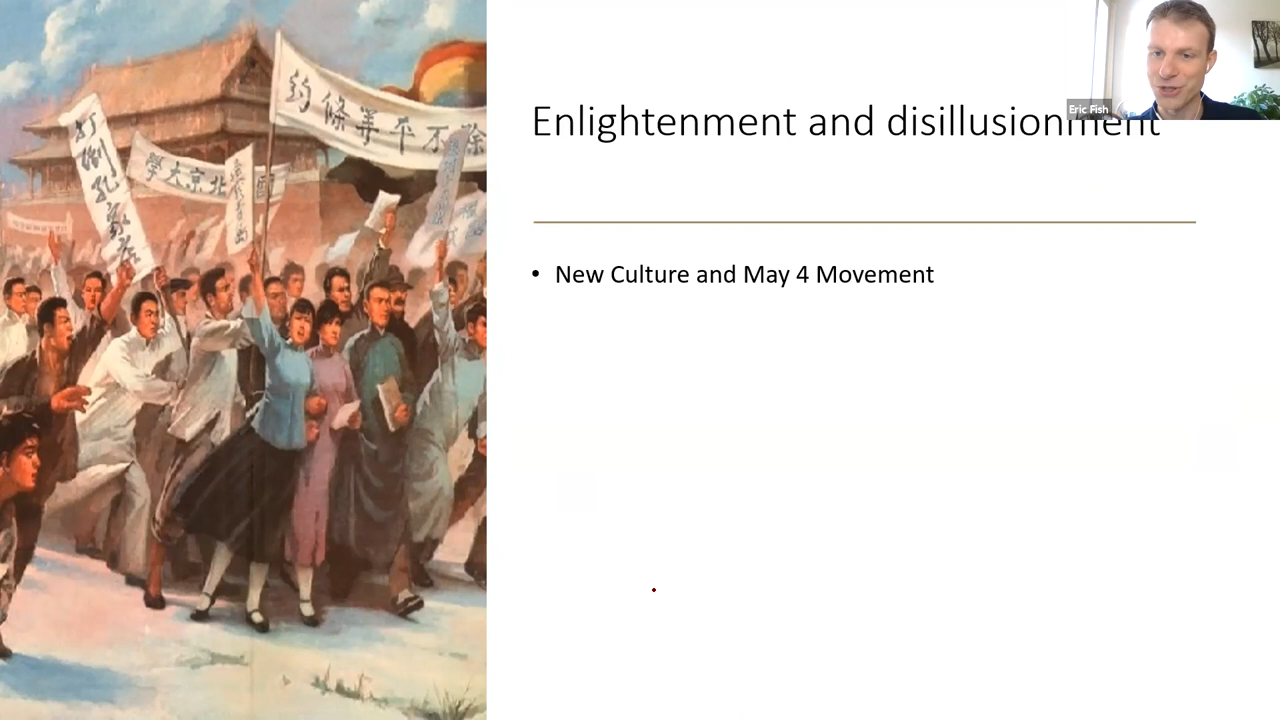 Eric Fish
Enlightenment and disillusionment
• New Culture and May 4 Movement
約條等平不除
打倒孔家店
學大京北國